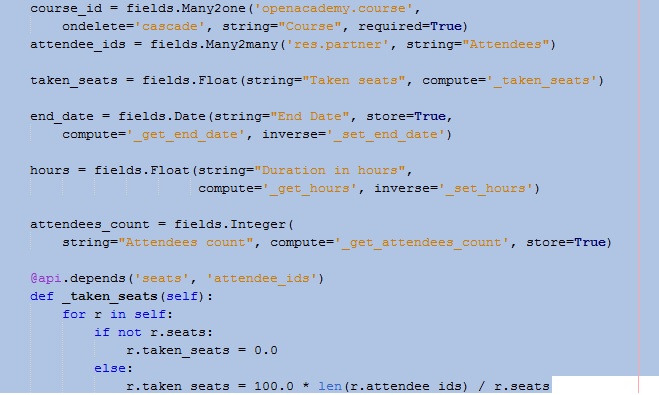 course_id = fields.Many2one('openacademy.course',
    ondelete='cascade', string="Course", required=True)
attendee_ids = fields.Many2many('res.partner', string="Attendees")

taken_seats = fields.Float(string="Taken seats", compute='_taken_seats')

end_date = fields.Date(string="End Date", store=True,
    compute='_get_end_date', inverse='_set_end_date')

hours = fields.Float(string="Duration in hours",
                     compute='_get_hours', inverse='_set_hours')

attendees_count = fields.Integer(
    string="Attendees count", compute='_get_attendees_count', store=True)

@api.depends('seats', 'attendee_ids')
def _taken_seats(self):
    for r in self:
        if not r.seats:
            r.taken_seats = 0.0
        else:
            r.taken_seats = 100.0 * len(r.attendee_ids) / r.seats